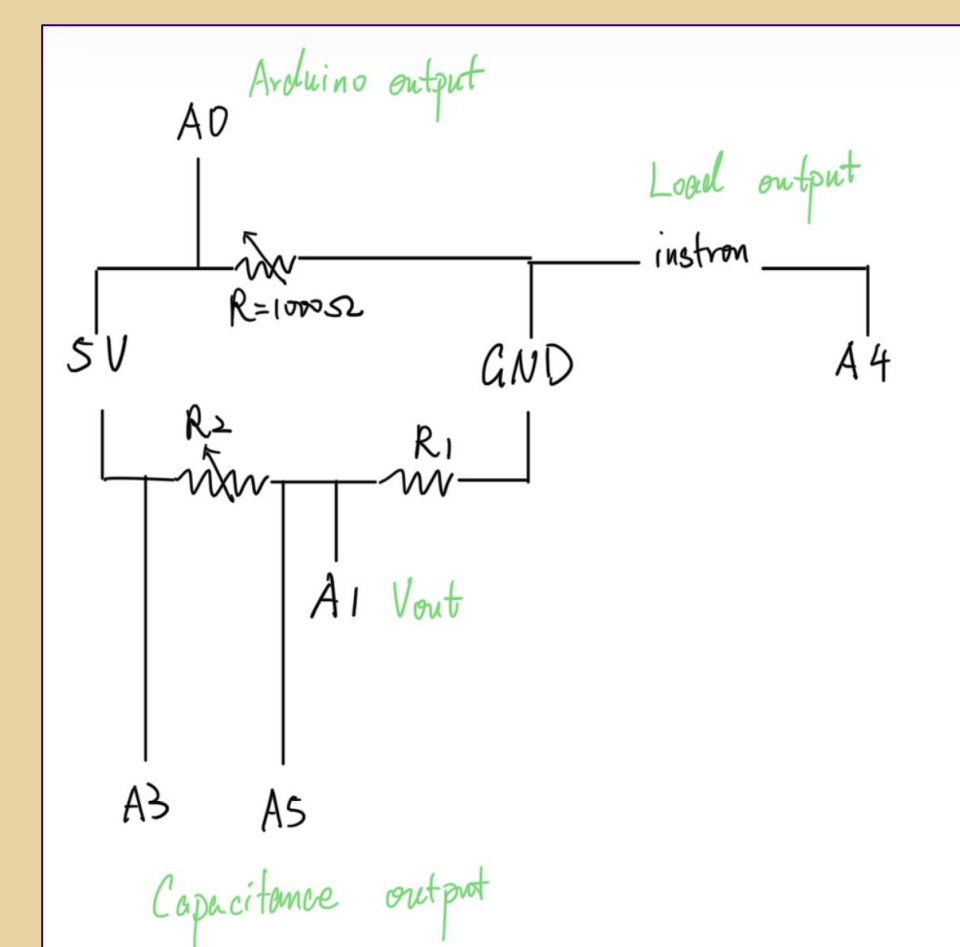 Arduino output
A0
Load output
instron
R=1000Ω
5V
GND
A4
R2
R1
A1 Vout
A3
A5
Capacitance output